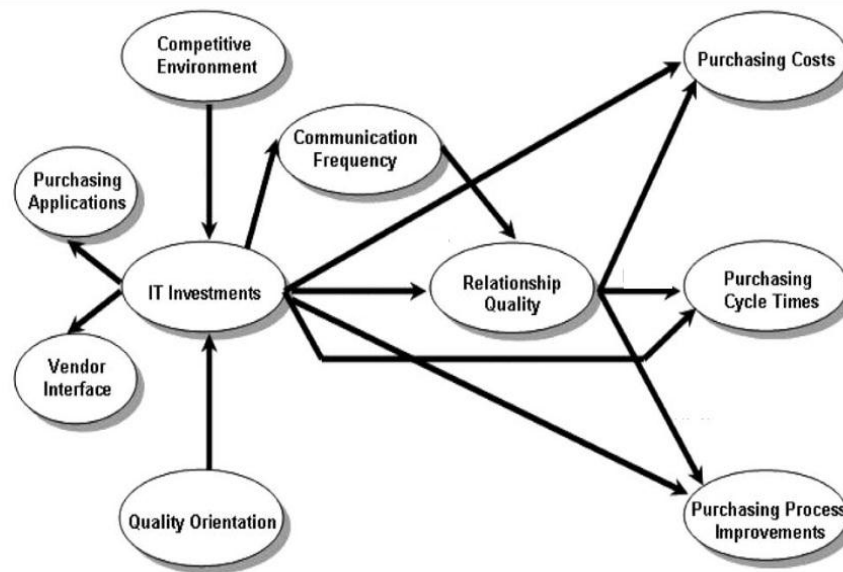 Competitive
Environment
Purchasing Costs
Communication
Frequency
Purchasing
Applications
IT Investments
Relationship
Quality
Purchasing
Cycle Times
Vendor
Interface
Quality Orientation
Purchasing Process
Improvements